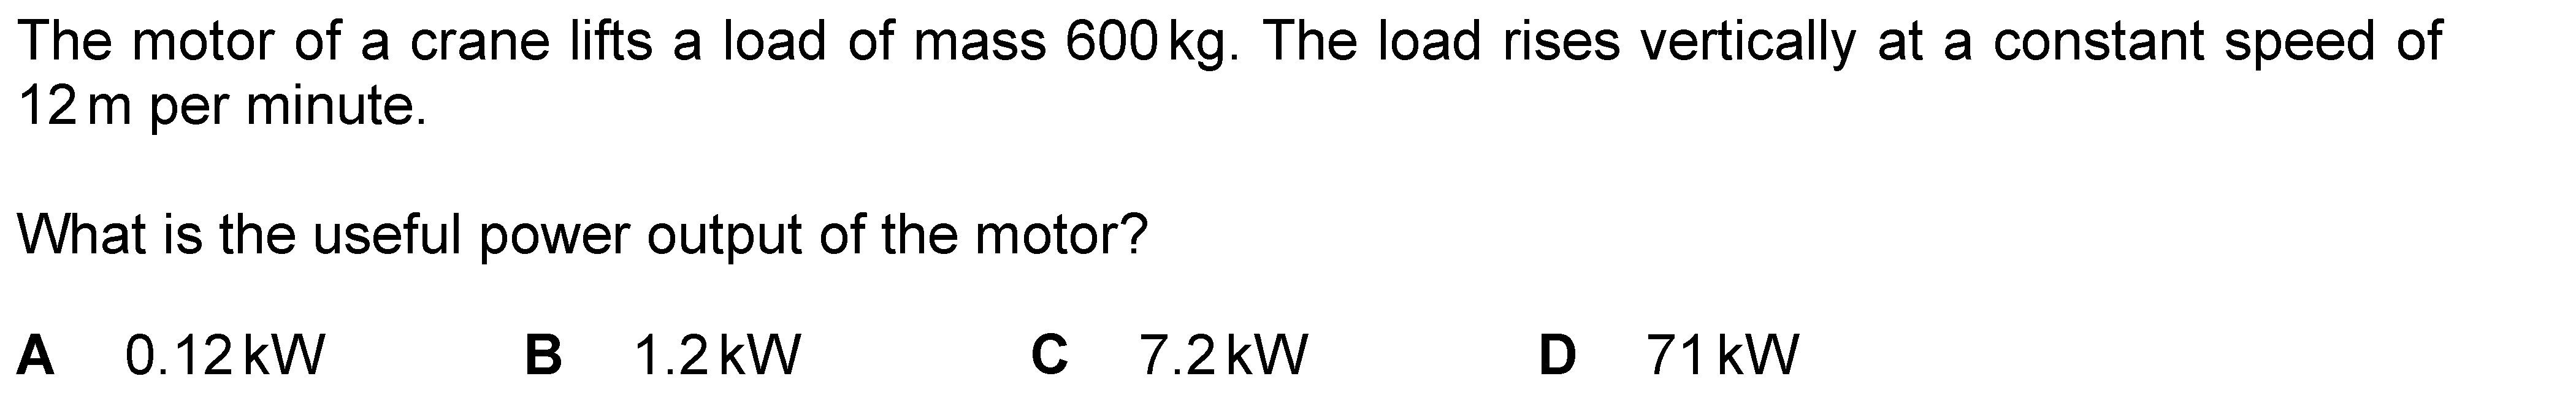 The motor of a crane lifts a load of mass 600 kg. The load rises vertically at a constant speed of
12 m per minute.
What is the useful power output of the motor?
A 0.12 kW B 1.2 kW C 7.2 kW D 71 kW